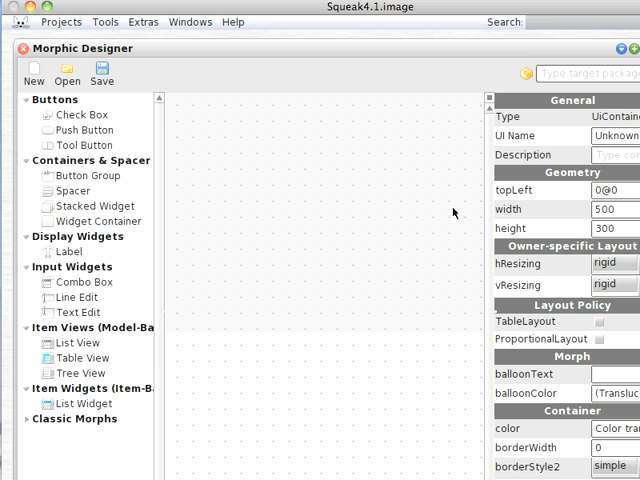 Squeak4.1.image
Projects Tools Extras Windows Help Search:
Morphic Designer
New Open Save Type target packag
Buttons
Check Box
Push Button
Tool Button
Containers & Spacer
Button Group
Spacer
Stacked Widget
Widget Container
Display Widgets
Label
Input Widgets
Combo Box
Line Edit
Text Edit
Item Views (Model-Ba
List View
Table View
Tree View
Item Widgets (Item-B
List Widget
Classic Morphs
General
Type UiContain
UI Name Unknown
Description Type co
Geometry
topLeft 0@0
width 500
height 300
Owner-specific Layout
hResizing rigid
vResizing rigid
Layout Policy
TableLayout
ProportionalLayout
Morph
balloonText
balloonColor (Transluc
Container
color Color tra
borderWidth 0
borderStyle2 simple